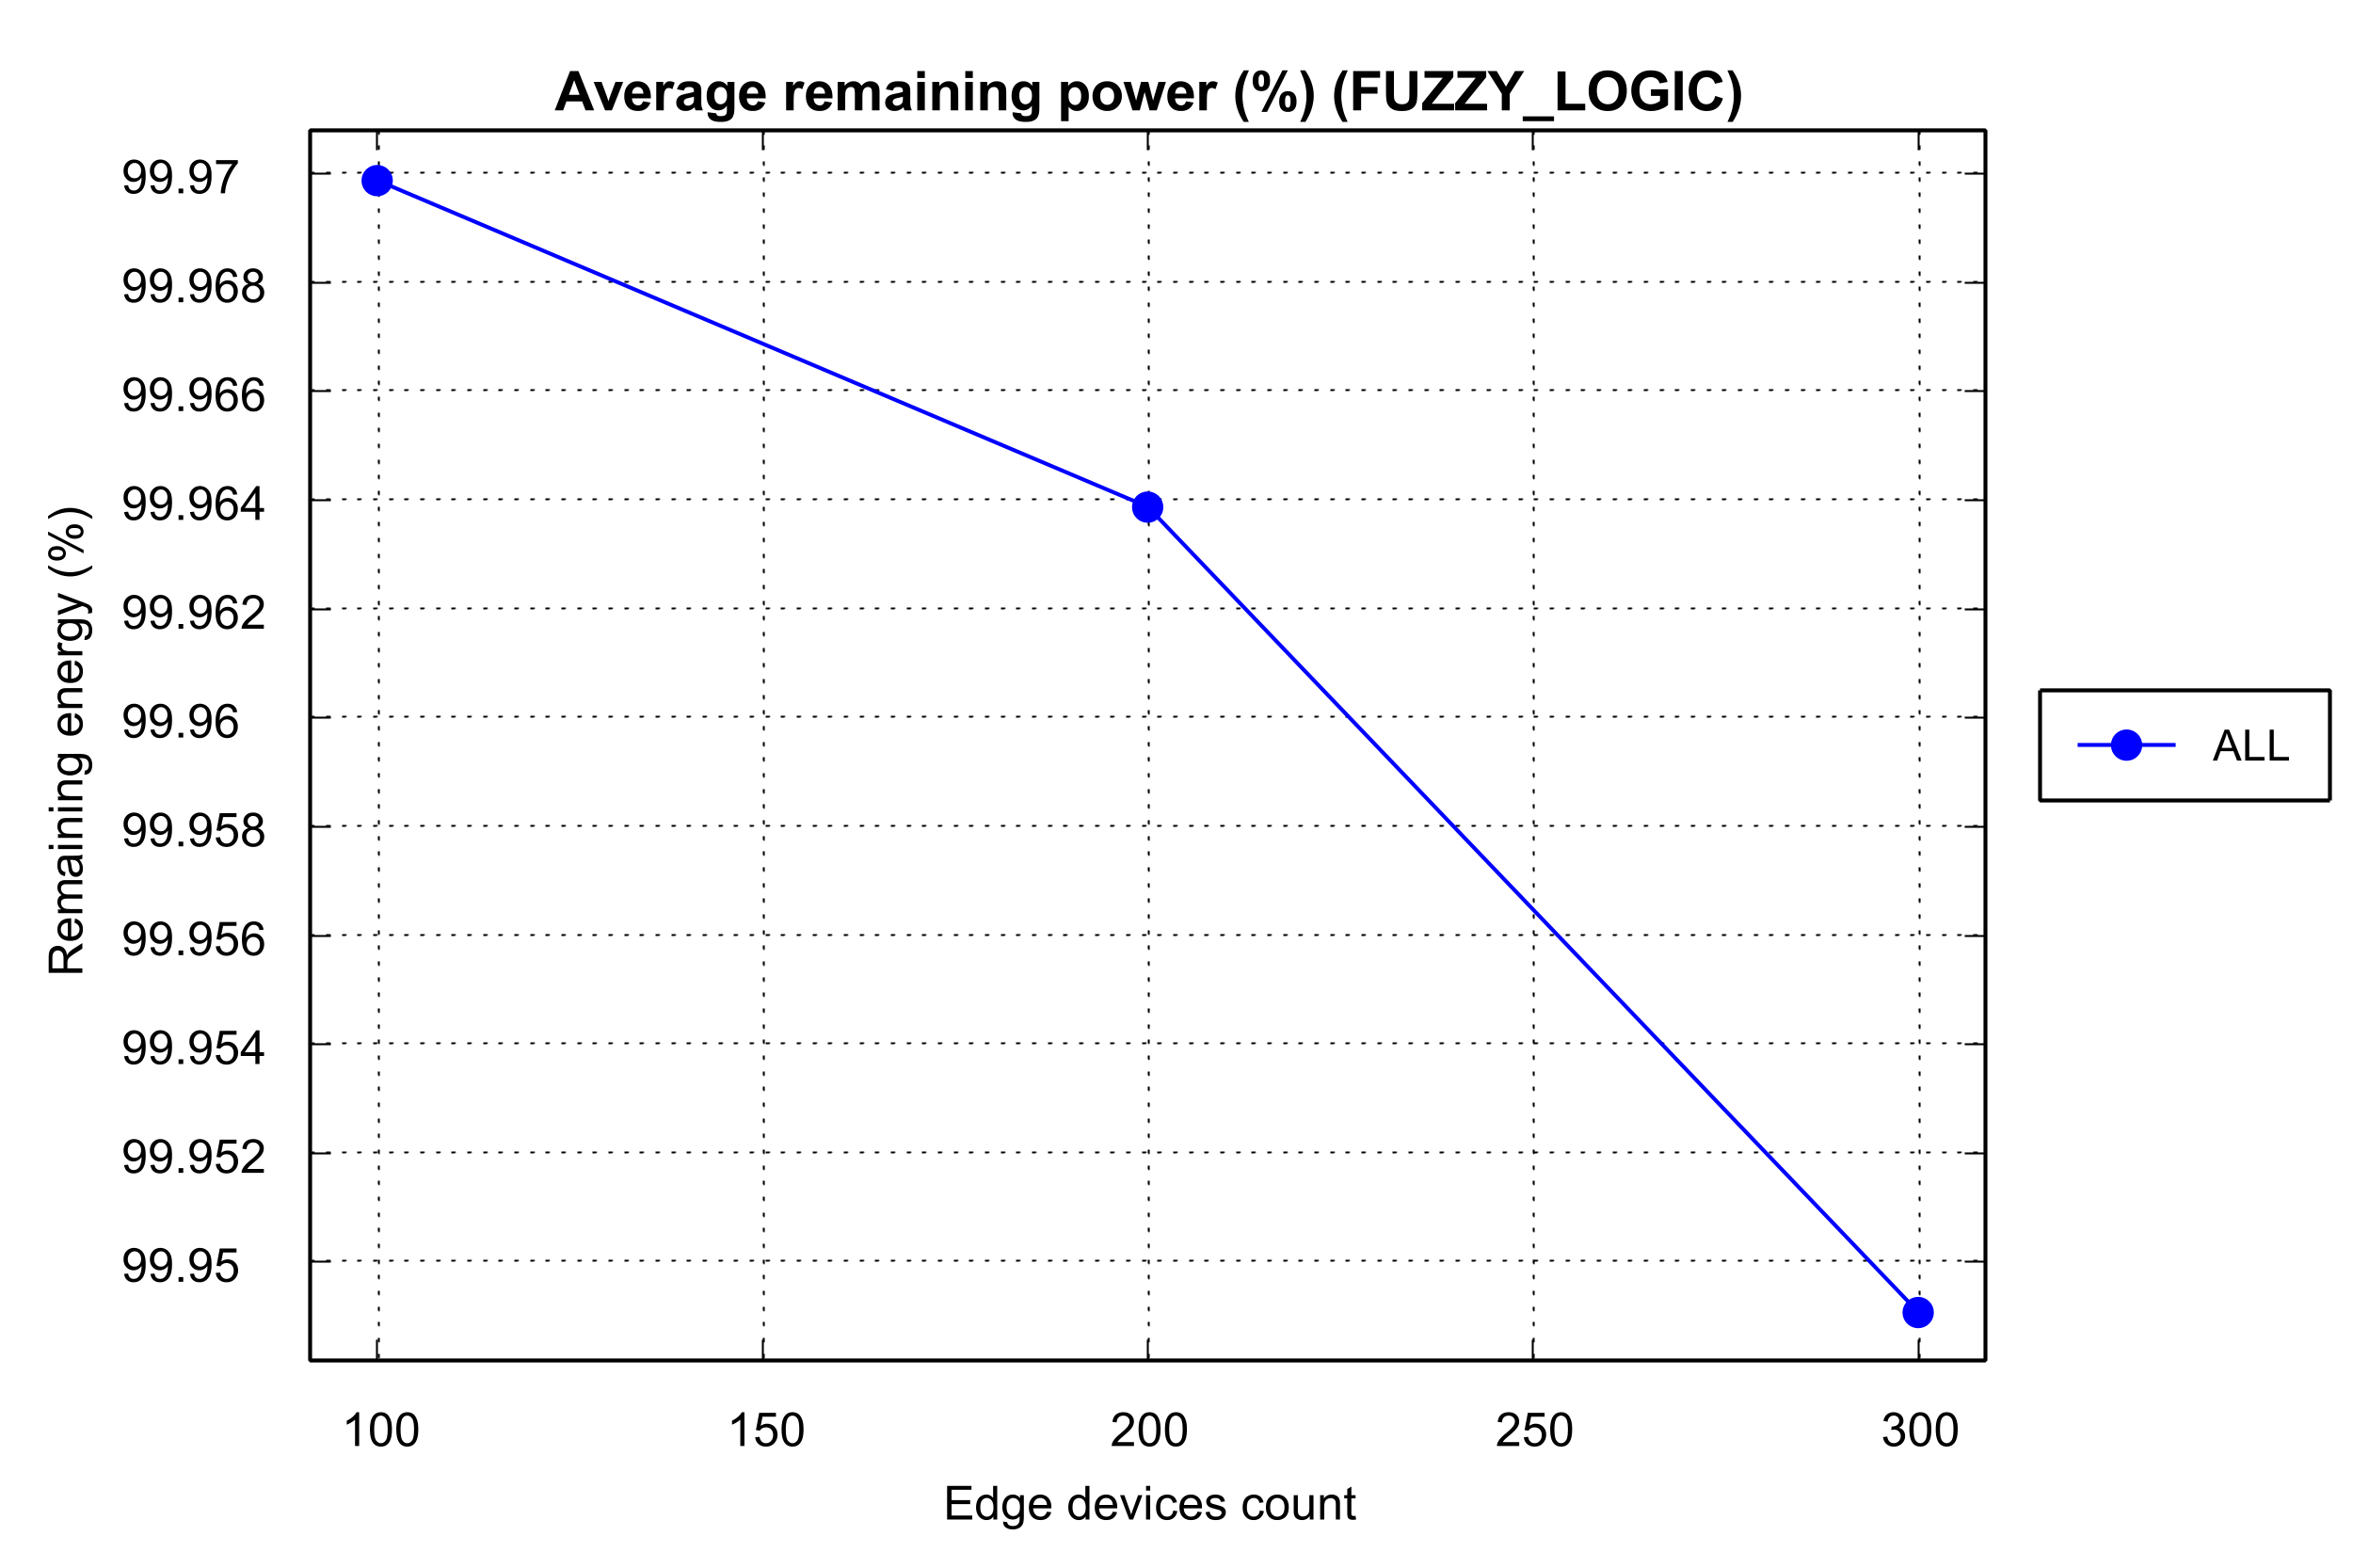 Average remaining power (%) (FUZZY_LOGIC)
99.97
99.968
99.966
99.964
99.962
99.96
99.958
99.956
99.954
99.952
99.95
Remaining energy (%)
ALL
100 150 200 250 300
Edge devices count